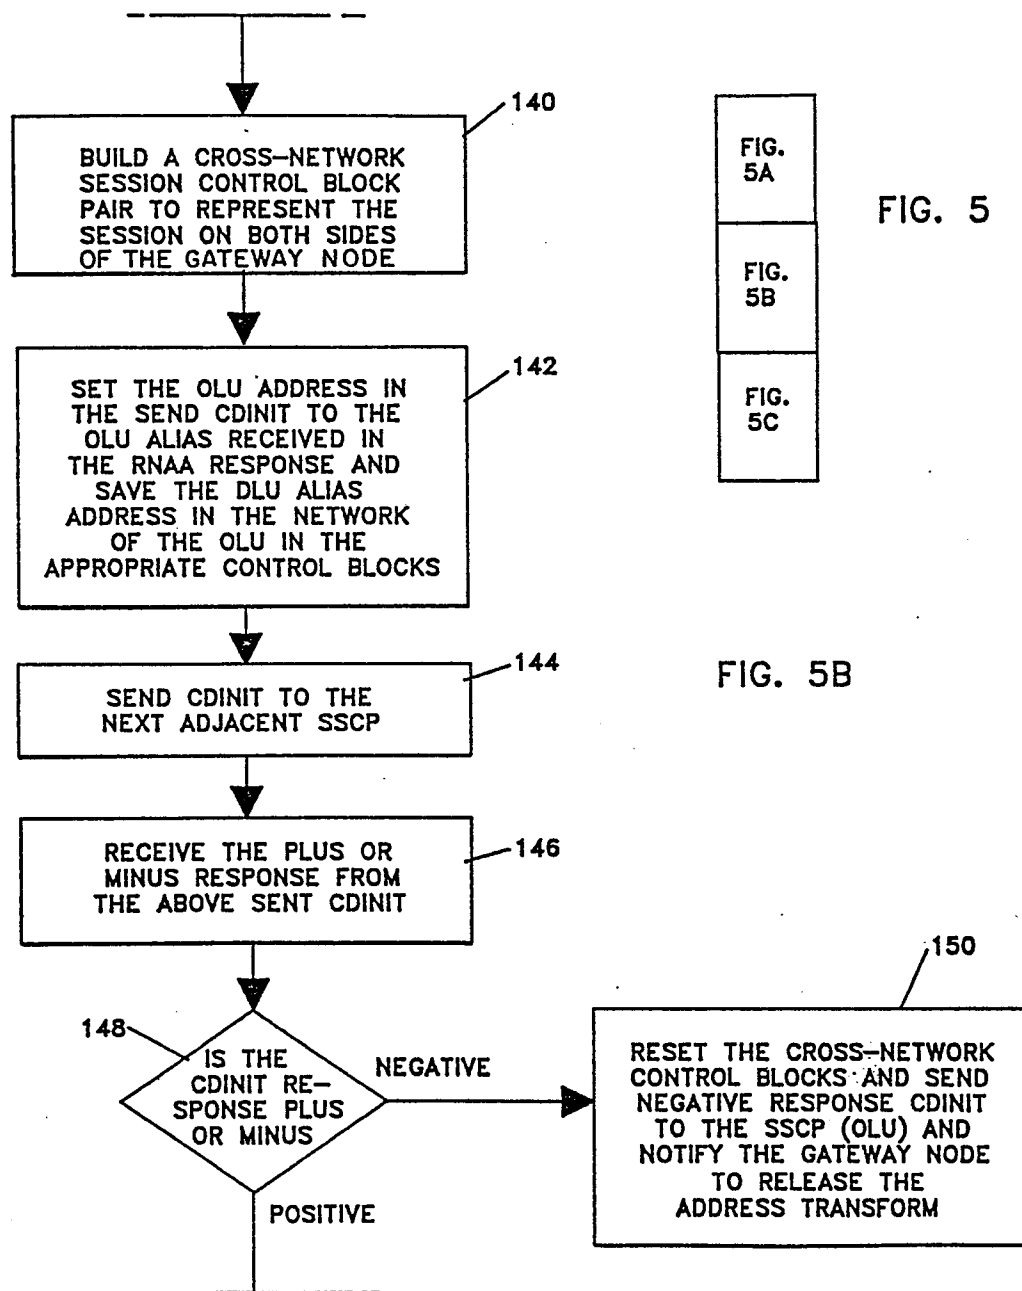 140
BUILD A CROSS-NETWORK
SESSION CONTROL BLOCK
PAIR TO REPRESENT THE
SESSION ON BOTH SIDES
OF THE GATEWAY NODE
142
SET THE OLU ADDRESS IN
THE SEND CDINIT TO THE
OLU ALIAS RECEIVED IN
THE RNAA RESPONSE AND
SAVE THE DLU ALIAS
ADDRESS IN THE NETWORK
OF THE OLU IN THE
APPROPRIATE CONTROL BLOCKS
144
SEND CDINIT TO THE
NEXT ADJACENT SSCP
146
RECEIVE THE PLUS OR
MINUS RESPONSE FROM
THE ABOVE SENT CDINIT
148
IS THE
CDINIT RE-
SPONSE PLUS
OR MINUS
NEGATIVE
POSITIVE
150
RESET THE CROSS-NETWORK
CONTROL BLOCKS AND SEND
NEGATIVE RESPONSE CDINIT
TO THE SSCP (OLU) AND
NOTIFY THE GATEWAY NODE
TO RELEASE THE
ADDRESS TRANSFORM
FIG.
5A
FIG.
5B
FIG.
5C
FIG. 5
FIG. 5B